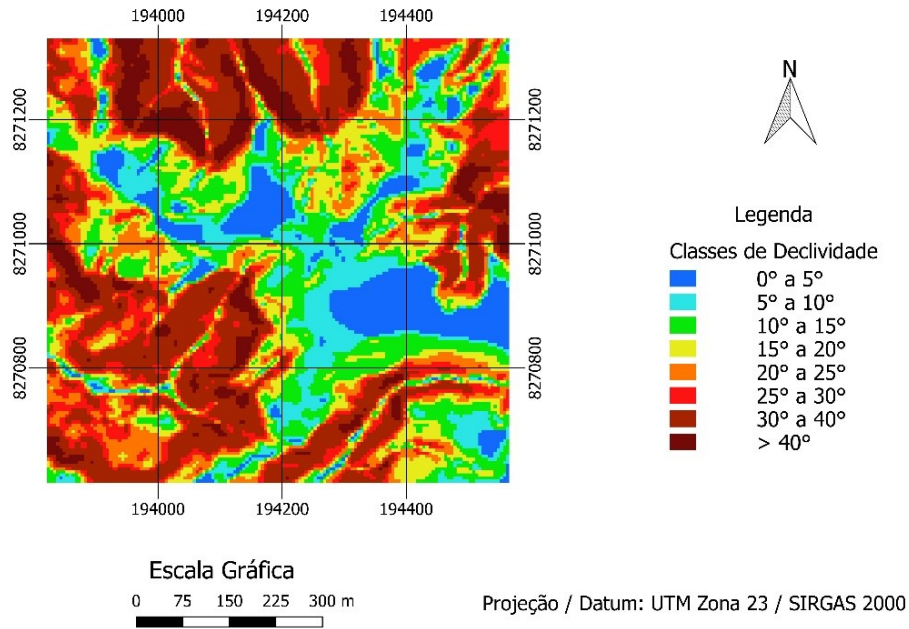 194000 194200 194400
8271200 8271200
8271000 8271000
8270800 8270800
194000 194200 194400
N
Legenda
Classes de Declividade
0° a 5°
5° a 10°
10° a 15°
15° a 20°
20° a 25°
25° a 30°
30° a 40°
> 40°
Escala Gráfica
0 75 150 225 300 m
Projeção / Datum: UTM Zona 23 / SIRGAS 2000